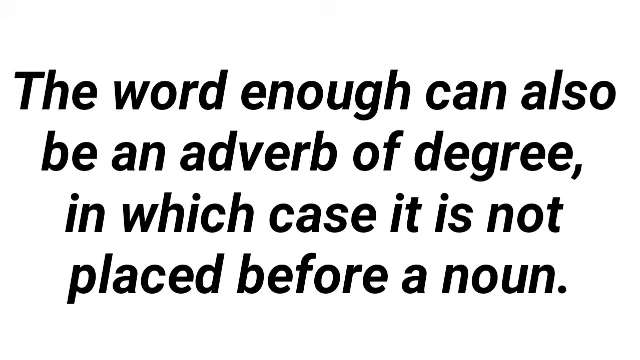 The word enough can also
be an adverb of degree,
in which case it is not
placed before a noun.